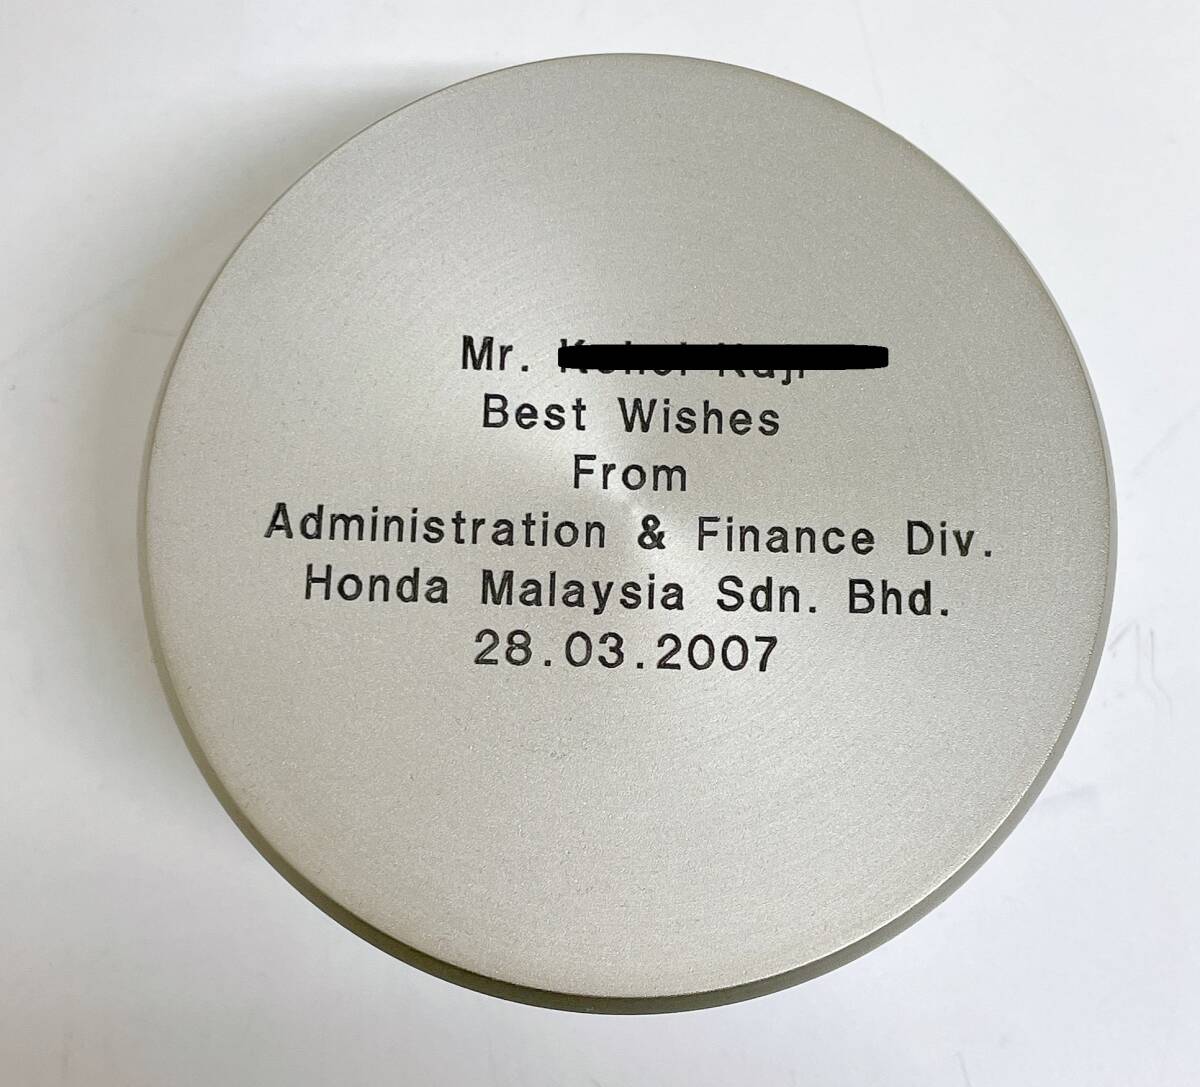 Mr.
Best Wishes
From
Administration & Finance Div.
Honda Malaysia Sdn. Bhd.
28.03.2007